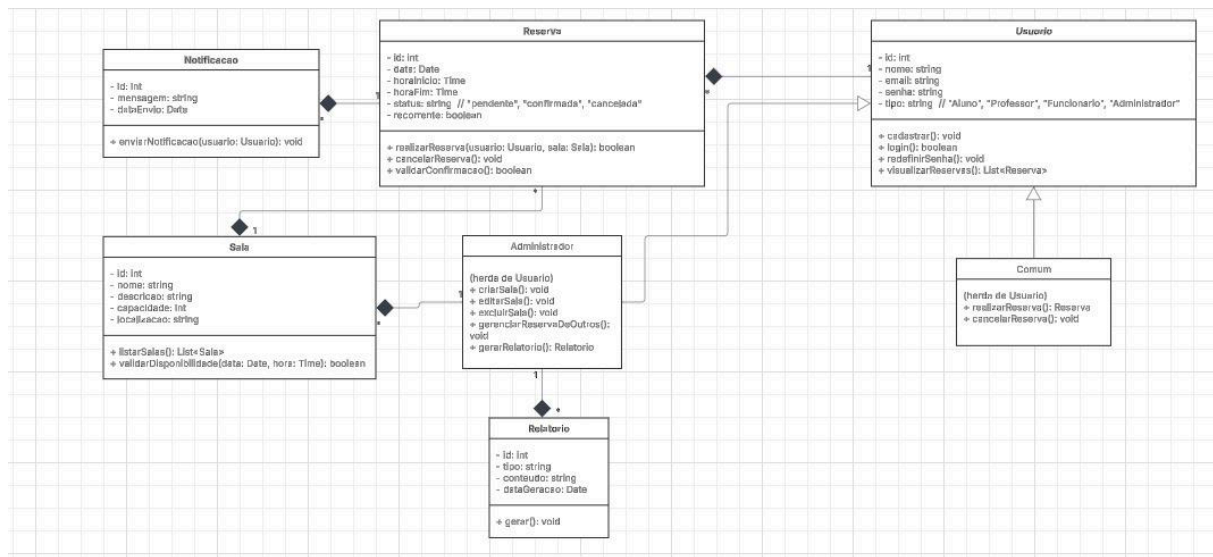 Notificacao
- id: int
- mensagem: string
- dataEnvio: Date
+ enviarNotificacao(usuario: Usuario): void
1
*
Reserva
- id: int
- data: Date
- horaInicio: Time
- horaFim: Time
- status: string // "pendente", "confirmada", "cancelada"
- recorrente: boolean
+ realizarReserva(usuario: Usuario, sala: Sala): boolean
+ cancelarReserva(): void
+ validarConfirmacao(): boolean
1
*
Usuario
- id: int
- nome: string
- email: string
- senha: string
- tipo: string // "Aluno", "Professor", "Funcionario", "Administrador"
+ cadastrar(): void
+ login(): boolean
+ redefinirSenha(): void
+ visualizarReservas(): List<Reserva>
*
1
Sala
- id: int
- nome: string
- descricao: string
- capacidade: int
- localizacao: string
+ listarSalas(): List<Sala>
+ validarDisponibilidade(data: Date, hora: Time): boolean
1
*
Administrador
(herda de Usuario)
+ criarSala(): void
+ editarSala(): void
+ excluirSala(): void
+ gerenciarReservaDeOutros():
void
+ gerarRelatorio(): Relatorio
Comum
(herda de Usuario)
+ realizarReserva(): Reserva
+ cancelarReserva(): void
1
*
Relatorio
- id: int
- tipo: string
- conteudo: string
- dataGeracao: Date
+ gerar(): void